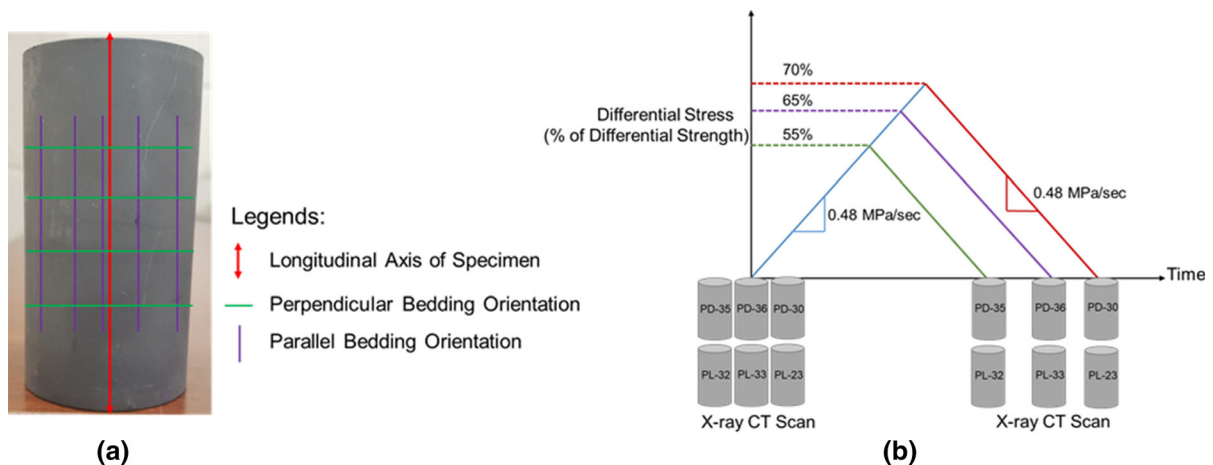 Legends:
Longitudinal Axis of Specimen
Perpendicular Bedding Orientation
Parallel Bedding Orientation
(a)
Differential Stress
(% of Differential Strength)
70%
65%
55%
0.48 MPa/sec
0.48 MPa/sec
Time
PD-35 PD-36 PD-30
PL-32 PL-33 PL-23
X-ray CT Scan
PD-35 PD-36 PD-30
PL-32 PL-33 PL-23
X-ray CT Scan
(b)